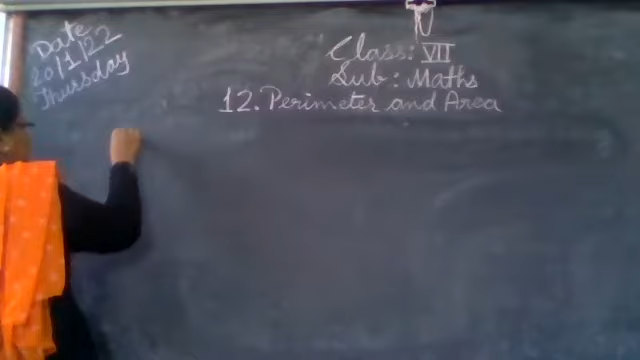 Date
20/1/22
Thursday
Class: VII
Sub: Maths
12. Perimeter and Area